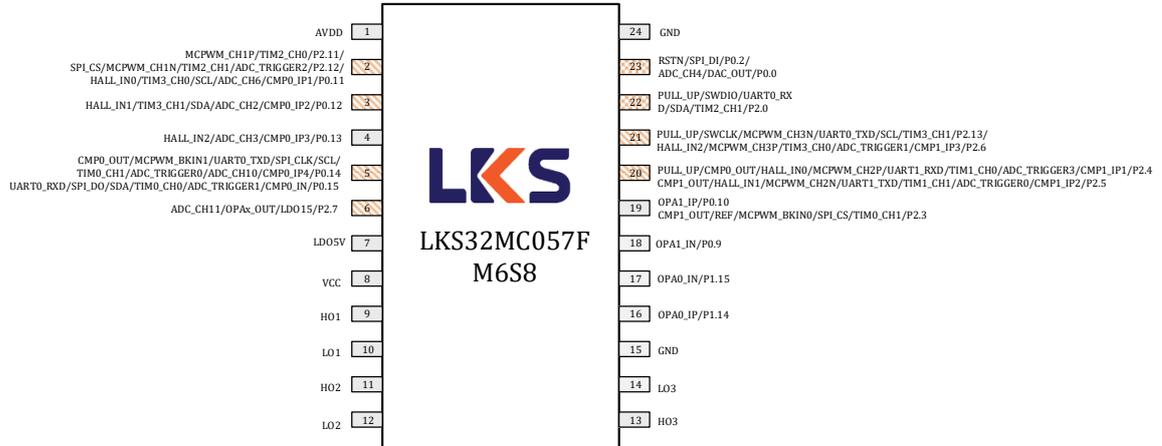 AVDD 1
MCPWM_CH1P/TIM2_CH0/P2.11/
SPI_CS/MCPWM_CH1N/TIM2_CH1/ADC_TRIGGER2/P2.12/ 2
HALL_IN0/TIM3_CH0/SCL/ADC_CH6/CMP0_IP1/P0.11
HALL_IN1/TIM3_CH1/SDA/ADC_CH2/CMP0_IP2/P0.12 3
HALL_IN2/ADC_CH3/CMP0_IP3/P0.13 4
CMP0_OUT/MCPWM_BKIN1/UART0_TXD/SPI_CLK/SCL/
TIM0_CH1/ADC_TRIGGER0/ADC_CH10/CMP0_IP4/P0.14 5
UART0_RXD/SPI_DO/SDA/TIM0_CH0/ADC_TRIGGER1/CMP0_IN/P0.15
ADC_CH11/OPAx_OUT/LDO15/P2.7 6
LDO5V 7
VCC 8
HO1 9
LO1 10
HO2 11
LO2 12
LKS
LKS32MC057F
M6S8
24 GND
23 RSTN/SPI_DI/P0.2/
ADC_CH4/DAC_OUT/P0.0
22 PULL_UP/SWDIO/UART0_RX
D/SDA/TIM2_CH1/P2.0
21 PULL_UP/SWCLK/MCPWM_CH3N/UART0_TXD/SCL/TIM3_CH1/P2.13/
HALL_IN2/MCPWM_CH3P/TIM3_CH0/ADC_TRIGGER1/CMP1_IP3/P2.6
20 PULL_UP/CMP0_OUT/HALL_IN0/MCPWM_CH2P/UART1_RXD/TIM1_CH0/ADC_TRIGGER3/CMP1_IP1/P2.4
CMP1_OUT/HALL_IN1/MCPWM_CH2N/UART1_TXD/TIM1_CH1/ADC_TRIGGER0/CMP1_IP2/P2.5
19 OPA1_IP/P0.10
CMP1_OUT/REF/MCPWM_BKIN0/SPI_CS/TIM0_CH1/P2.3
18 OPA1_IN/P0.9
17 OPA0_IN/P1.15
16 OPA0_IP/P1.14
15 GND
14 LO3
13 HO3